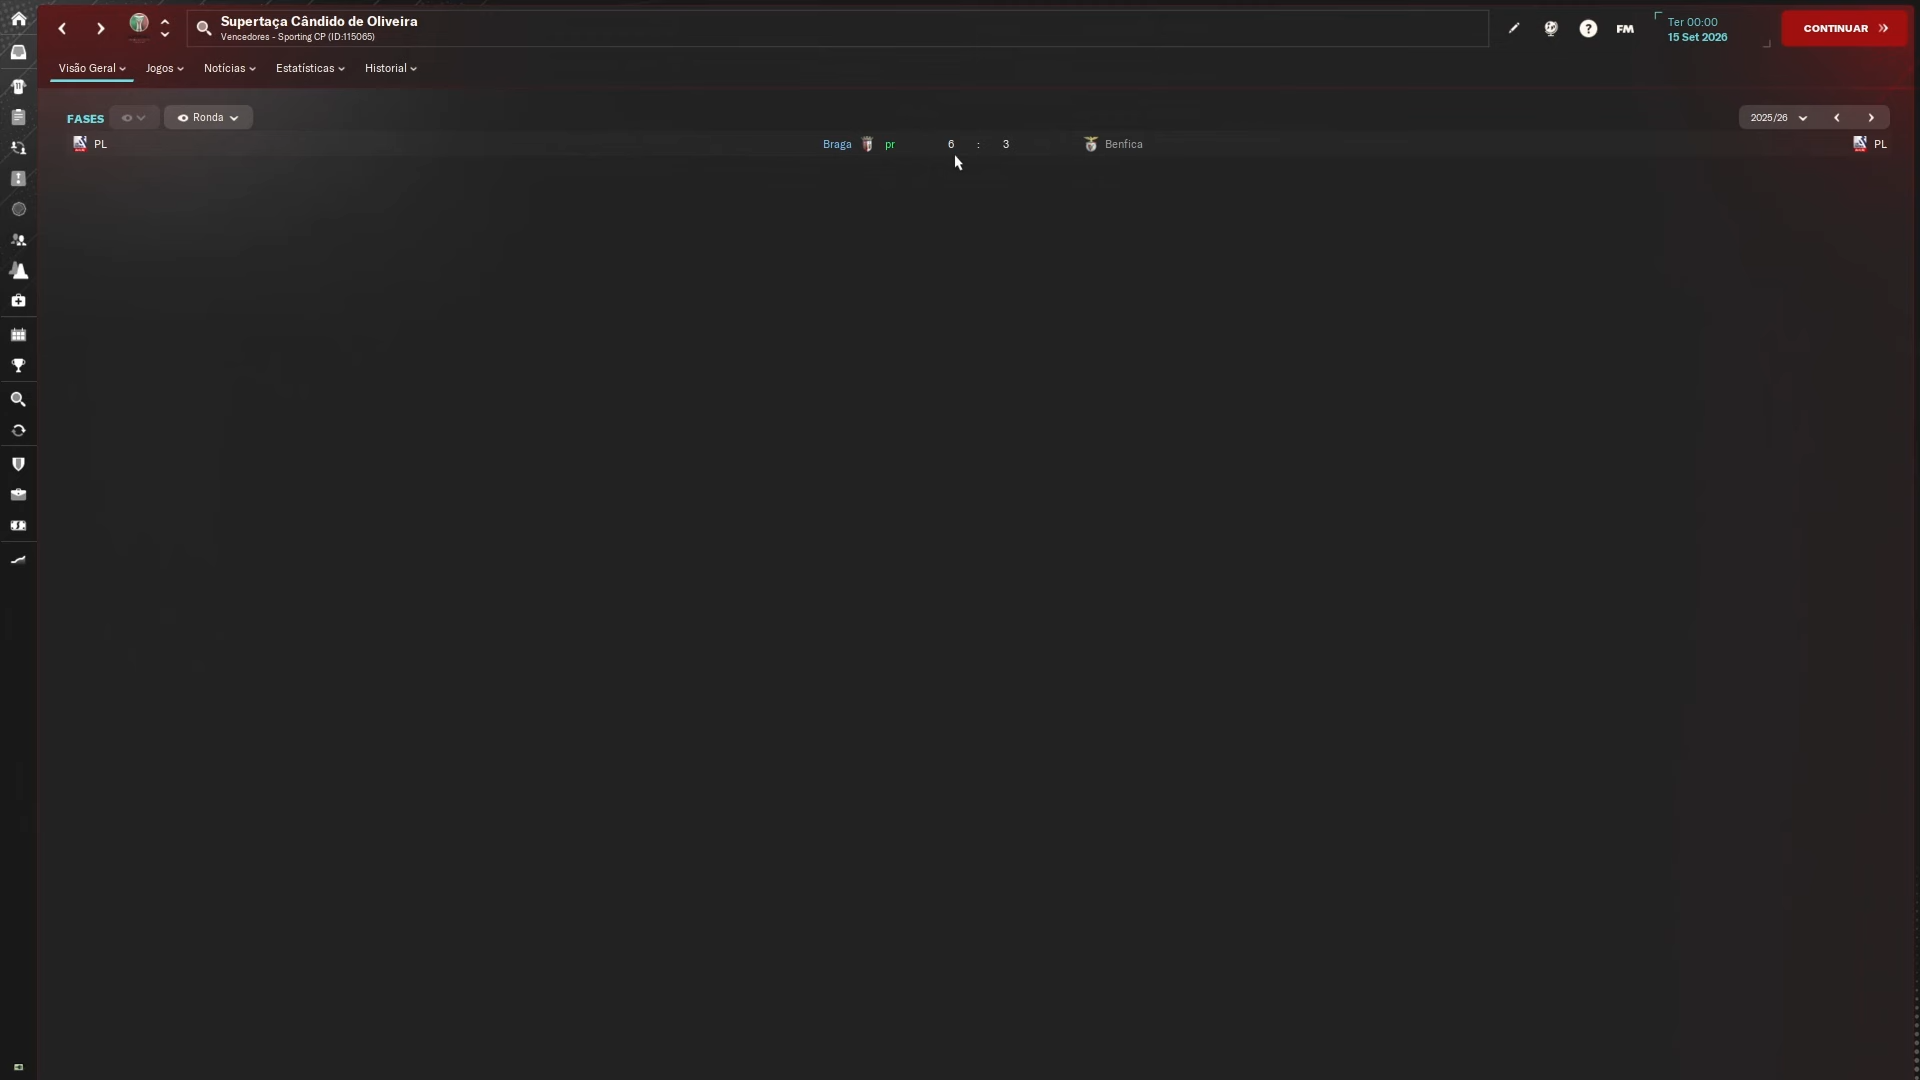 Supertaça Cândido de Oliveira
Vencedores - Sporting CP (ID:115065)
FM
Ter 00:00
15 Set 2026
CONTINUAR
Visão Geral
Jogos
Notícias
Estatísticas
Historial
FASES
Ronda
2025/26
PL Braga pr 6 : 3 Benfica PL